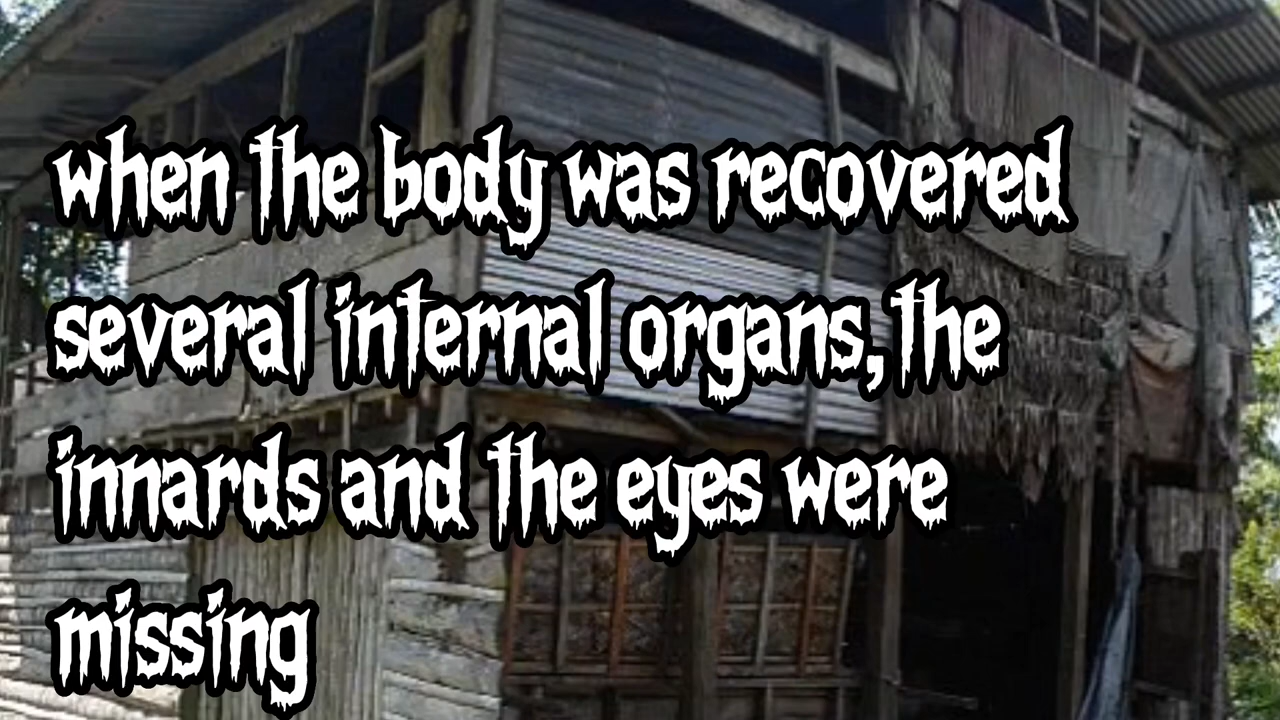 when the body was recovered
several internal organs, the
innards and the eyes were
missing